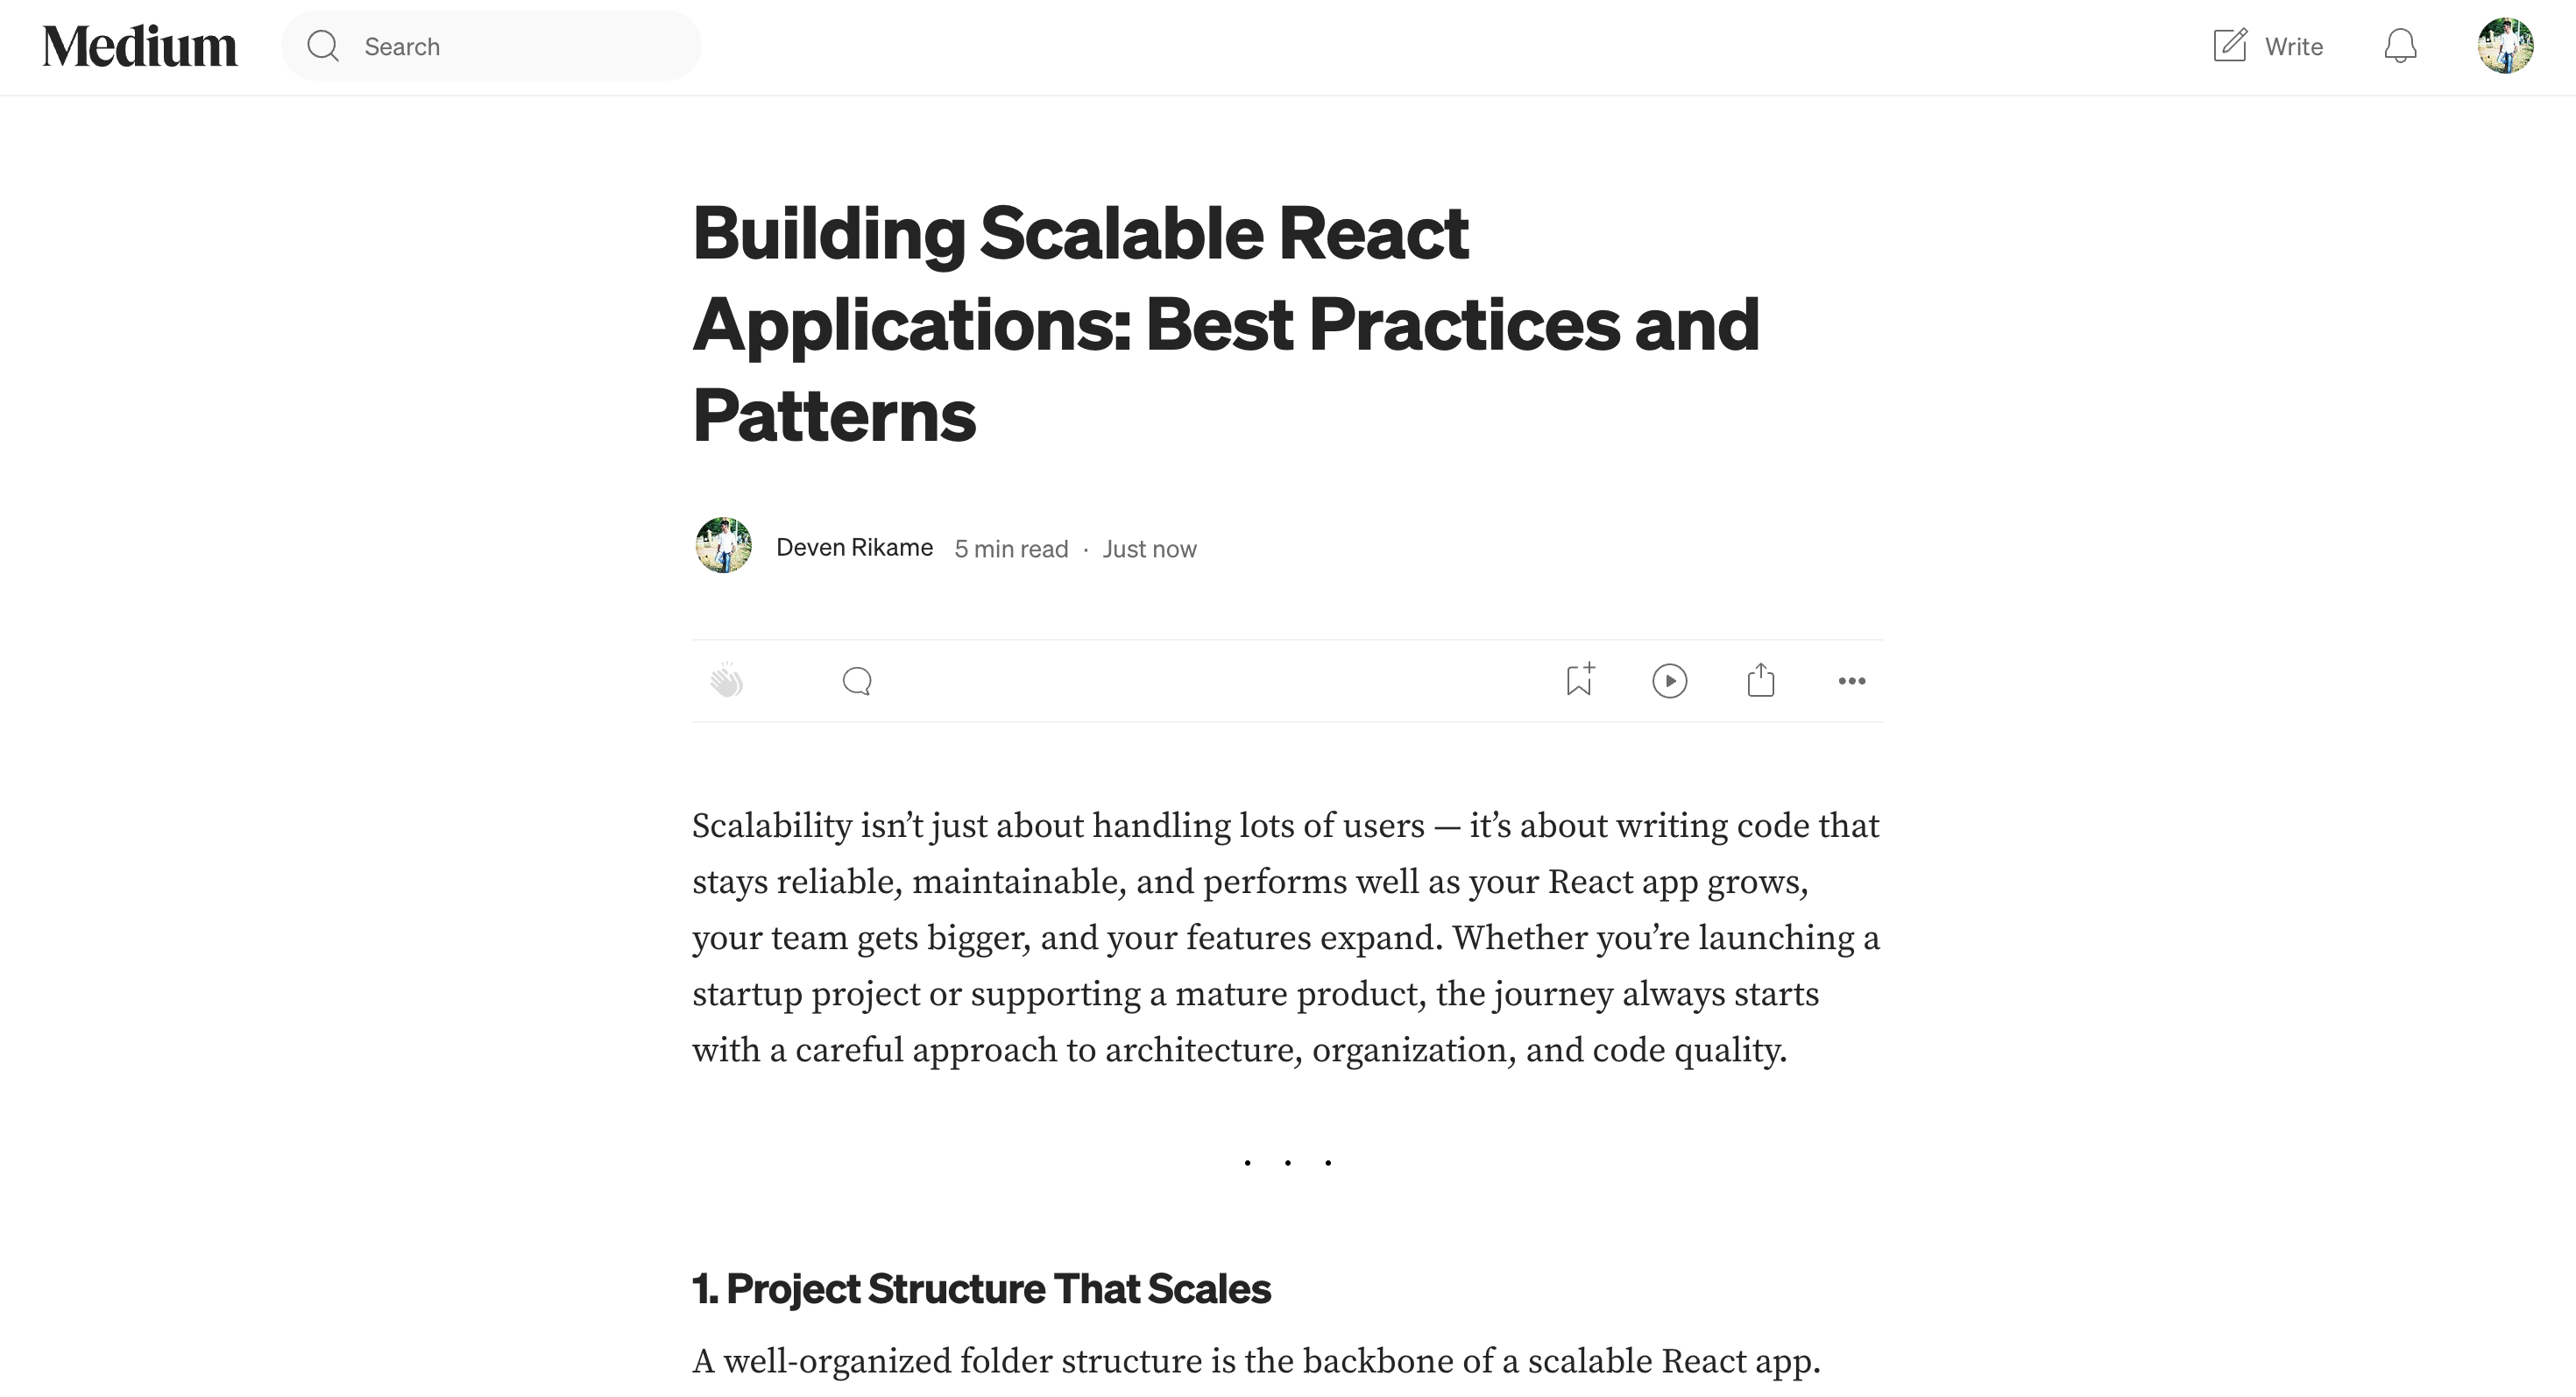 Medium
Search
Write
Building Scalable React
Applications: Best Practices and
Patterns
Deven Rikame 5 min read · Just now
Scalability isn’t just about handling lots of users — it’s about writing code that
stays reliable, maintainable, and performs well as your React app grows,
your team gets bigger, and your features expand. Whether you’re launching a
startup project or supporting a mature product, the journey always starts
with a careful approach to architecture, organization, and code quality.
. . .
1. Project Structure That Scales
A well-organized folder structure is the backbone of a scalable React app.